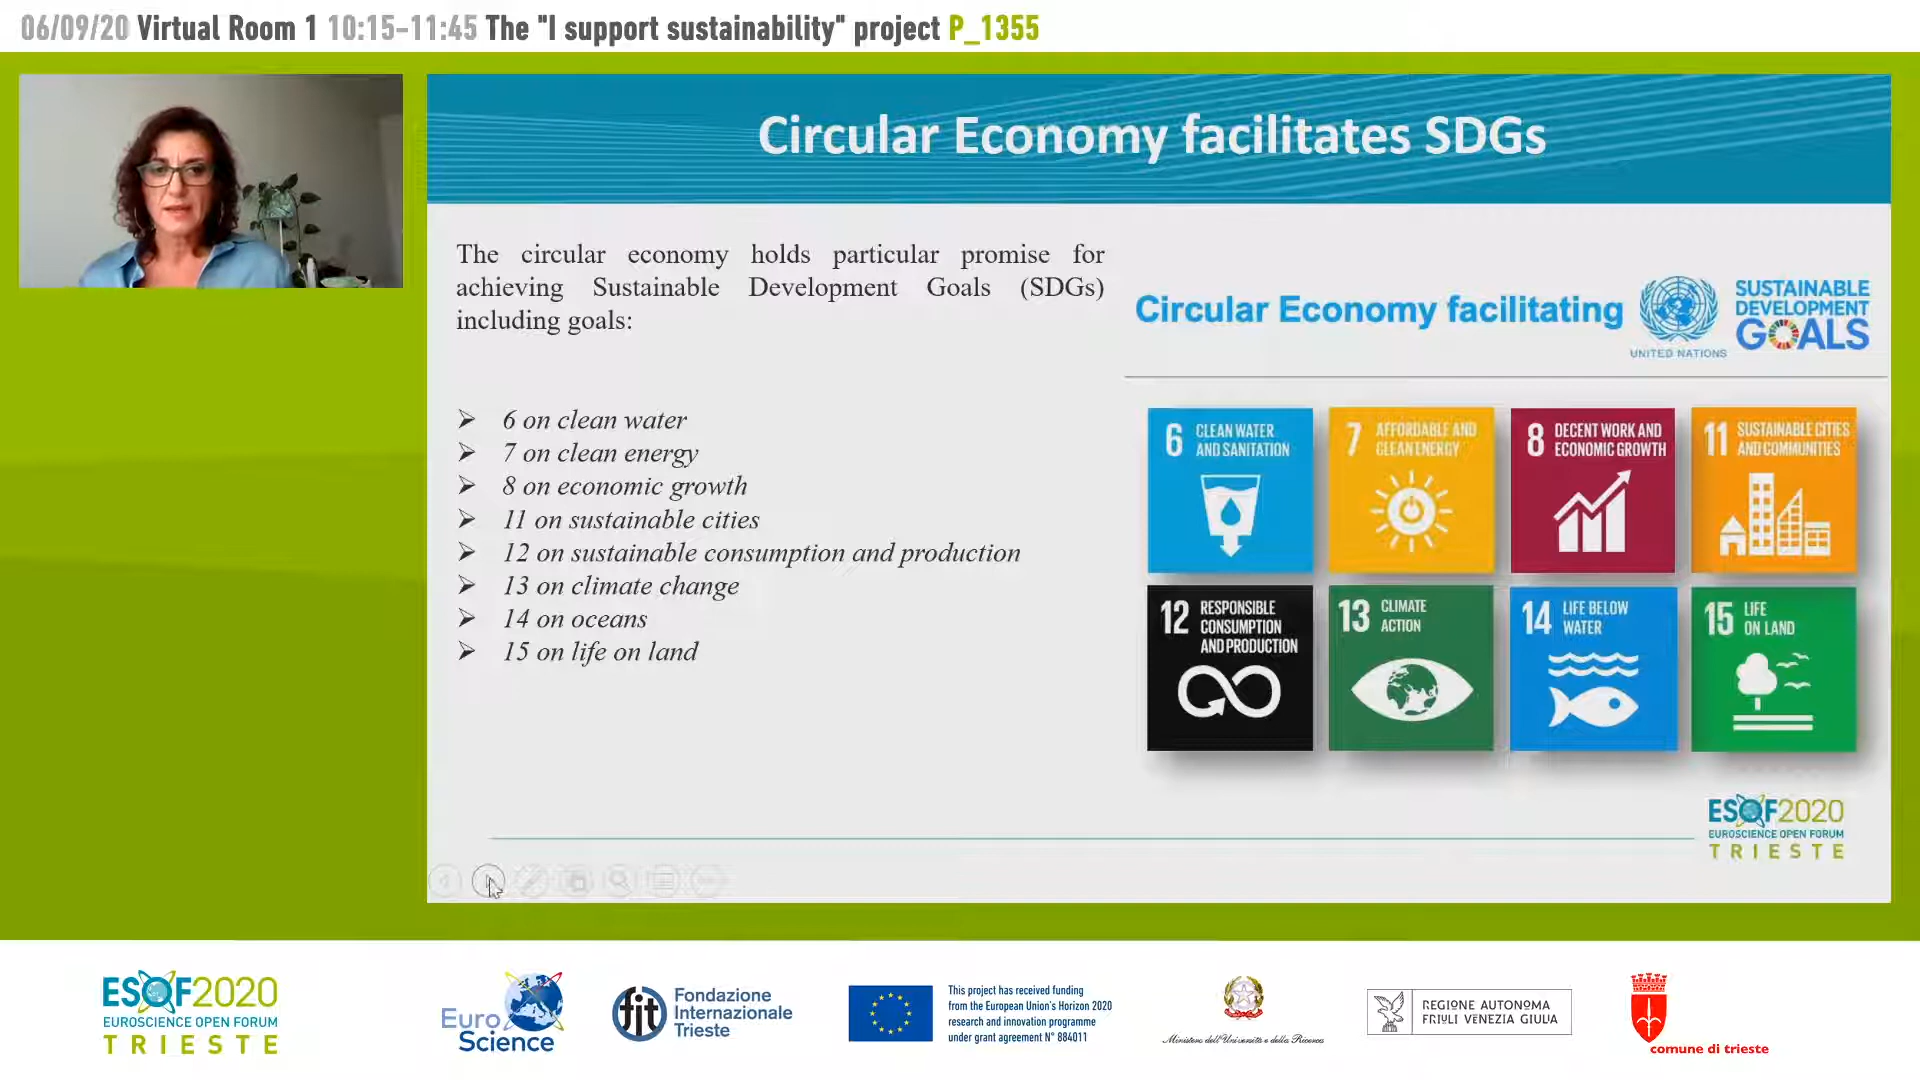 06/09/20 Virtual Room 1 10:15-11:45 The "I support sustainability" project P_1355
Circular Economy facilitates SDGs
The circular economy holds particular promise for
achieving Sustainable Development Goals (SDGs)
including goals:
6 on clean water
7 on clean energy
8 on economic growth
11 on sustainable cities
12 on sustainable consumption and production
13 on climate change
14 on oceans
15 on life on land
Circular Economy facilitating
UNITED NATIONS
SUSTAINABLE
DEVELOPMENT
GOALS
6 CLEAN WATER
AND SANITATION
7 AFFORDABLE AND
CLEAN ENERGY
8 DECENT WORK AND
ECONOMIC GROWTH
11 SUSTAINABLE CITIES
AND COMMUNITIES
12 RESPONSIBLE
CONSUMPTION
AND PRODUCTION
13 CLIMATE
ACTION
14 LIFE BELOW
WATER
15 LIFE
ON LAND
ESOF2020
EUROSCIENCE OPEN FORUM
TRIESTE
ESOF2020
EUROSCIENCE OPEN FORUM
TRIESTE
Euro
Science
fit
Fondazione
Internazionale
Trieste
This project has received funding
from the European Union's Horizon 2020
research and innovation programme
under grant agreement N° 884011
Ministero dell'Università e della Ricerca
REGIONE AUTONOMA
FRIULI VENEZIA GIULIA
comune di trieste